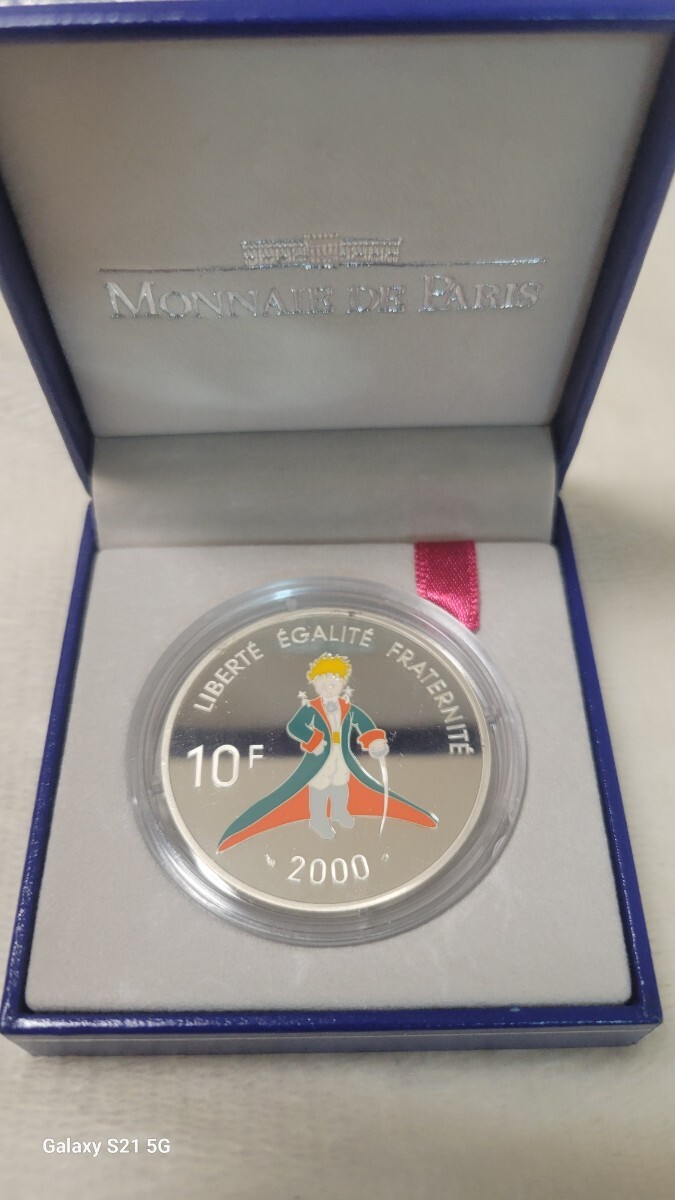 MONNAIE DE PARIS
LIBERTÉ ÉGALITÉ FRATERNITÉ
10F
2000
Galaxy S21 5G